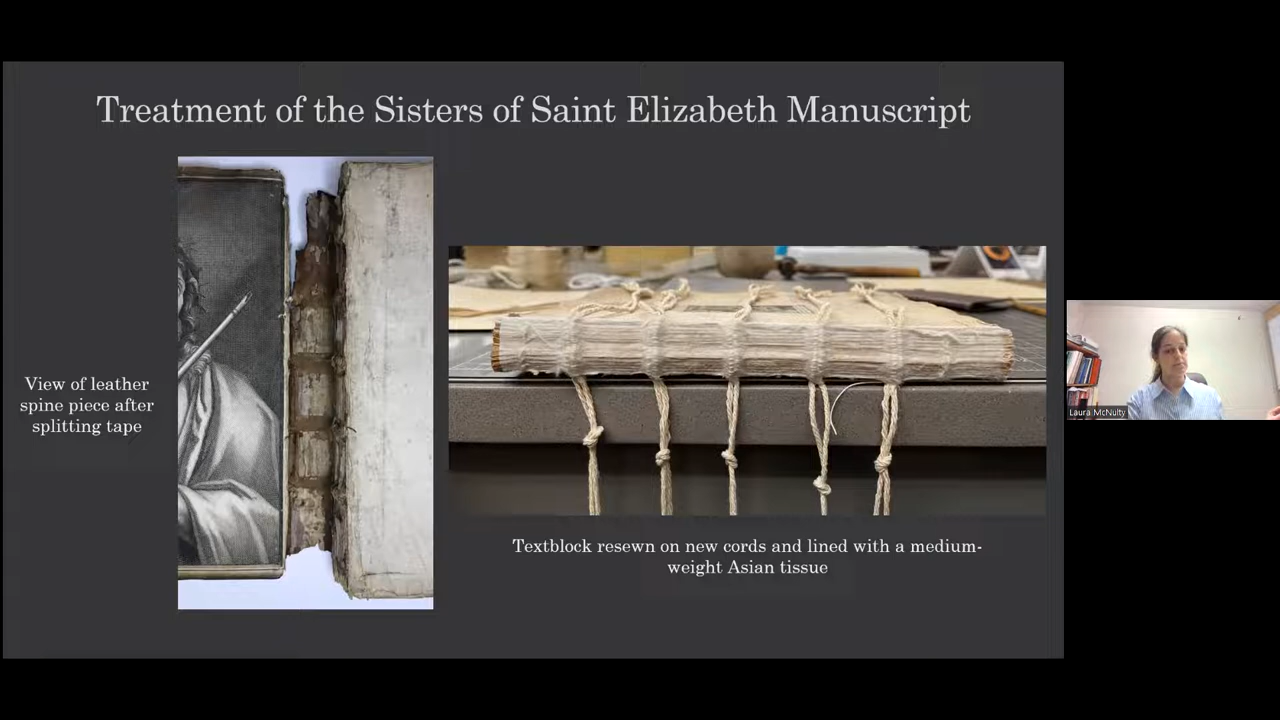 Treatment of the Sisters of Saint Elizabeth Manuscript
View of leather
spine piece after
splitting tape
Textblock resewn on new cords and lined with a medium-
weight Asian tissue
Laura McNulty